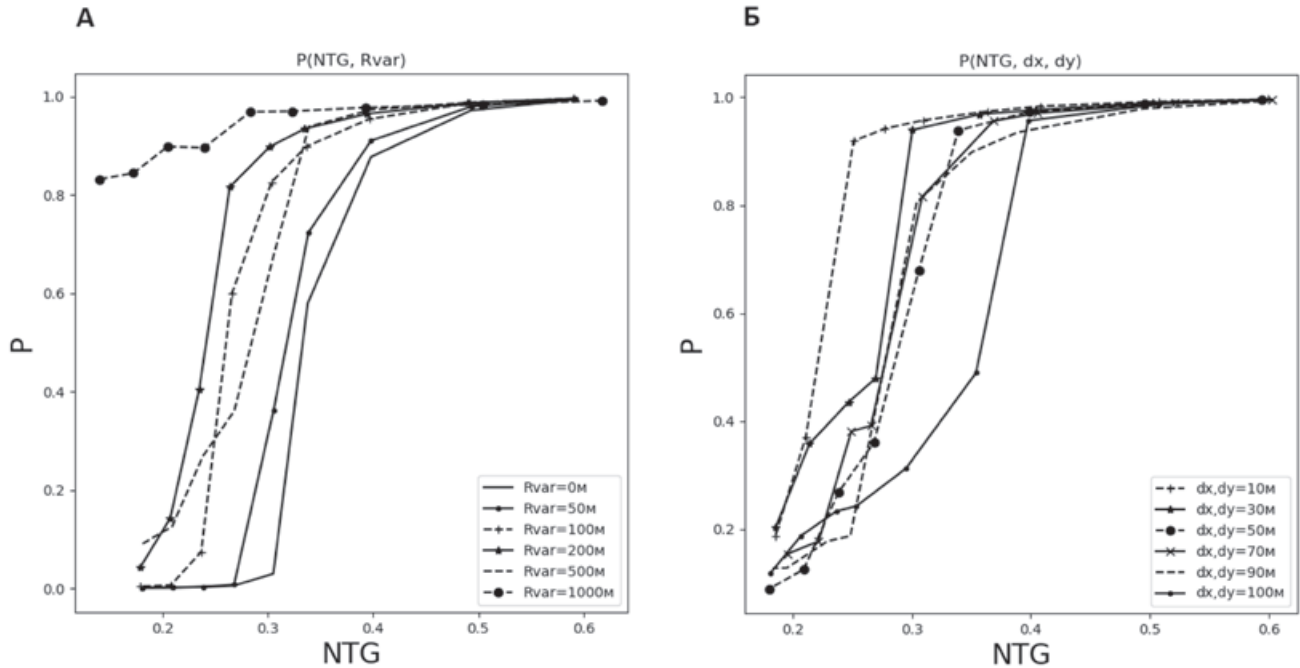 А
P(NTG, Rvar)
1.0
0.8
0.6
0.4
0.2
0.0
P
0.2
0.3
0.4
0.5
0.6
NTG
Rvar=0м
Rvar=50м
Rvar=100м
Rvar=200м
Rvar=500м
Rvar=1000м
Б
P(NTG, dx, dy)
1.0
0.8
0.6
0.4
0.2
P
0.2
0.3
0.4
0.5
0.6
NTG
dx,dy=10м
dx,dy=30м
dx,dy=50м
dx,dy=70м
dx,dy=90м
dx,dy=100м